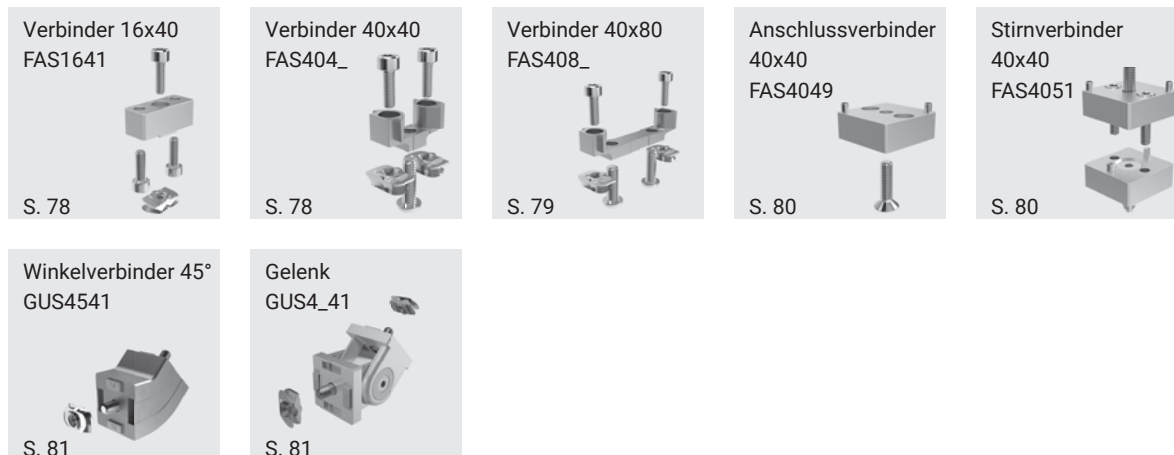 Verbinder 16x40
FAS1641
S. 78
Verbinder 40x40
FAS404_
S. 78
Verbinder 40x80
FAS408_
S. 79
Anschlussverbinder
40x40
FAS4049
S. 80
Stirnverbinder
40x40
FAS4051
S. 80
Winkelverbinder 45°
GUS4541
S. 81
Gelenk
GUS4_41
S. 81